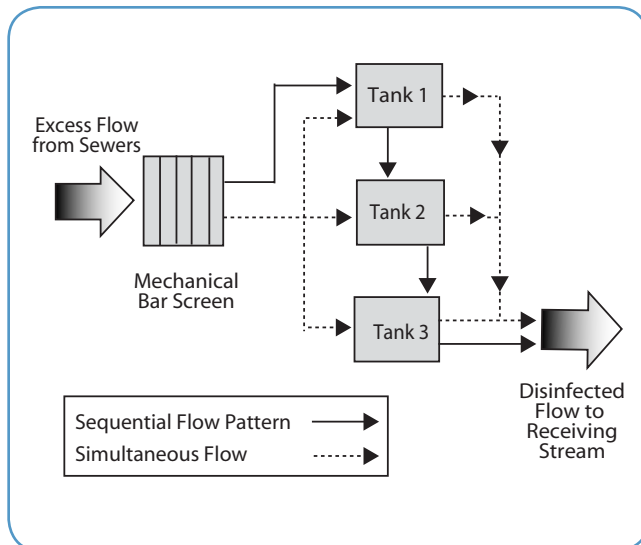 Excess Flow
from Sewers
Mechanical
Bar Screen
Tank 1
Tank 2
Tank 3
Disinfected
Flow to
Receiving
Stream
Sequential Flow Pattern
Simultaneous Flow